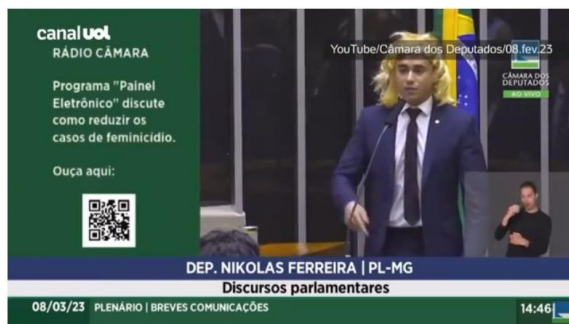 canal uol
RÁDIO CÂMARA
Programa "Painel
Eletrônico" discute
como reduzir os
casos de feminicídio.
Ouça aqui:
YouTube/Câmara dos Deputados/08.fev.23
CÂMARA DOS
DEPUTADOS
AO VIVO
DEP. NIKOLAS FERREIRA | PL-MG
Discursos parlamentares
08/03/23 PLENÁRIO | BREVES COMUNICAÇÕES 14:46